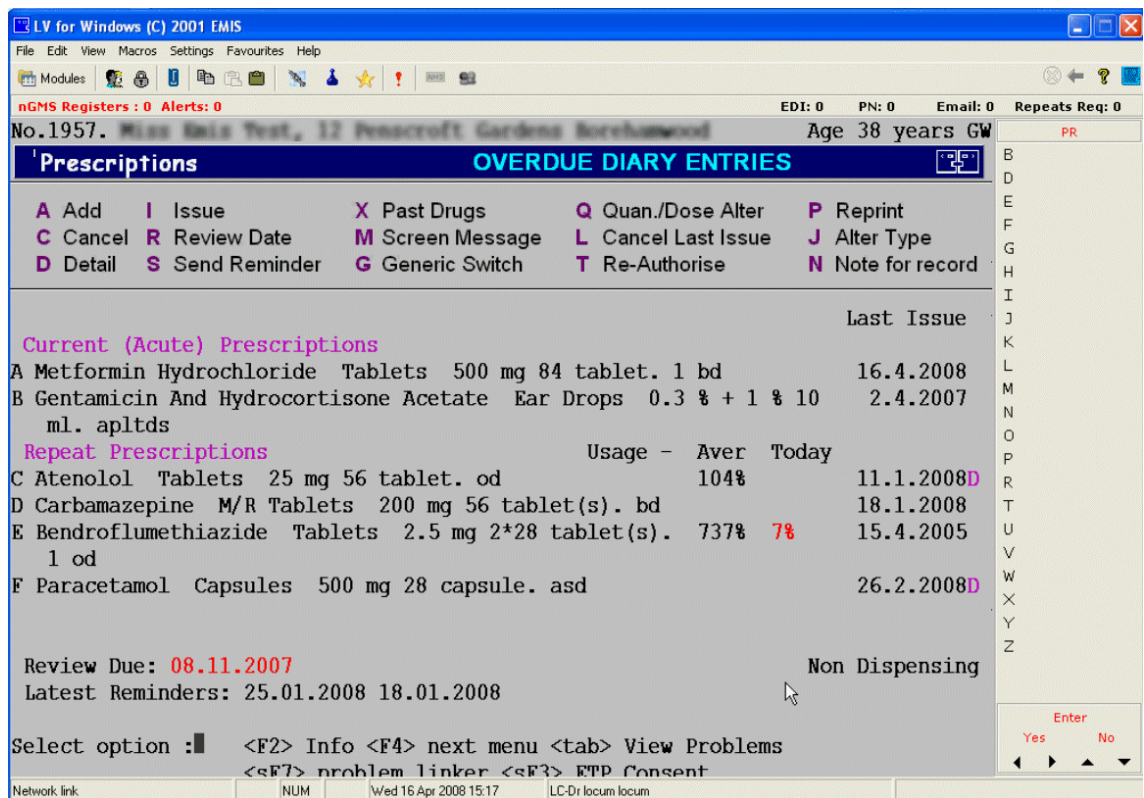 LV for Windows (C) 2001 EMIS
File Edit View Macros Settings Favourites Help
Modules
nGMS Registers : 0 Alerts: 0 EDI: 0 PN: 0 Email: 0 Repeats Req: 0
No.1957. Age 38 years GW
PR
Prescriptions OVERDUE DIARY ENTRIES
A Add I Issue X Past Drugs Q Quan./Dose Alter P Reprint
C Cancel R Review Date M Screen Message L Cancel Last Issue J Alter Type
D Detail S Send Reminder G Generic Switch T Re-Authorise N Note for record
Last Issue
Current (Acute) Prescriptions
A Metformin Hydrochloride Tablets 500 mg 84 tablet. 1 bd 16.4.2008
B Gentamicin And Hydrocortisone Acetate Ear Drops 0.3 % + 1 % 10 2.4.2007
ml. apltds
Repeat Prescriptions Usage - Aver Today
C Atenolol Tablets 25 mg 56 tablet. od 104% 11.1.2008D
D Carbamazepine M/R Tablets 200 mg 56 tablet(s). bd 18.1.2008
E Bendroflumethiazide Tablets 2.5 mg 2*28 tablet(s). 737% 7% 15.4.2005
1 od
F Paracetamol Capsules 500 mg 28 capsule. asd 26.2.2008D
Review Due: 08.11.2007 Non Dispensing
Latest Reminders: 25.01.2008 18.01.2008
Select option : <F2> Info <F4> next menu <tab> View Problems
<sF7> problem linker <sF3> ETP Consent
B
D
E
F
G
H
I
J
K
L
M
N
O
P
R
T
U
V
W
X
Y
Z
Enter
Yes No
Network link NUM Wed 16 Apr 2008 15:17 LC-Dr locum locum